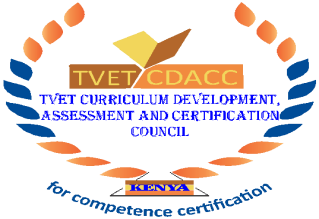 TVET CDACC
TVET CURRICULUM DEVELOPMENT,
ASSESSMENT AND CERTIFICATION
COUNCIL
KENYA
for competence certification